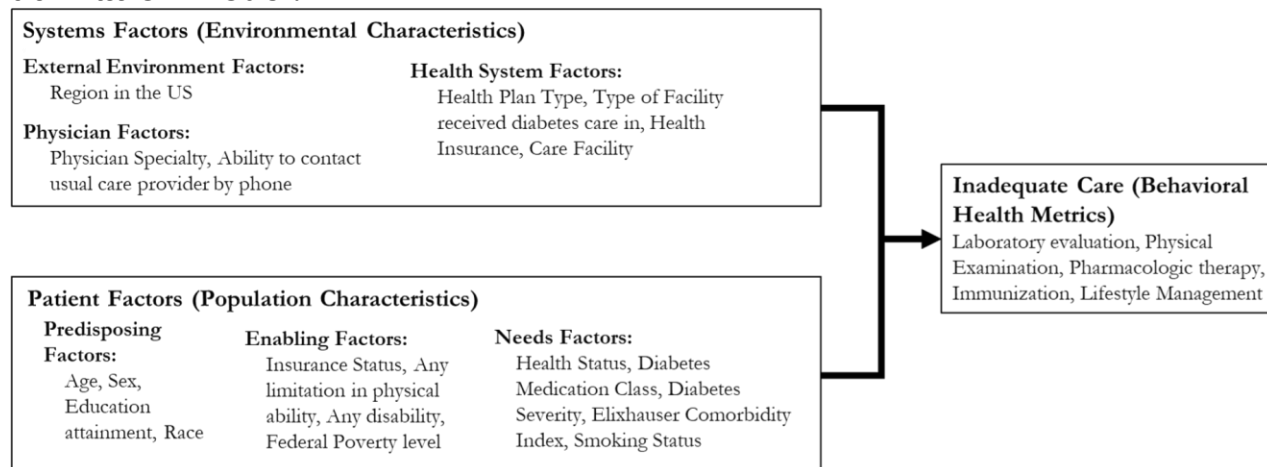 Systems Factors (Environmental Characteristics)
External Environment Factors:
Region in the US
Physician Factors:
Physician Specialty, Ability to contact
usual care provider by phone
Health System Factors:
Health Plan Type, Type of Facility
received diabetes care in, Health
Insurance, Care Facility
Patient Factors (Population Characteristics)
Predisposing
Factors:
Age, Sex,
Education
attainment, Race
Enabling Factors:
Insurance Status, Any
limitation in physical
ability, Any disability,
Federal Poverty level
Needs Factors:
Health Status, Diabetes
Medication Class, Diabetes
Severity, Elixhauser Comorbidity
Index, Smoking Status
Inadequate Care (Behavioral
Health Metrics)
Laboratory evaluation, Physical
Examination, Pharmacologic therapy,
Immunization, Lifestyle Management